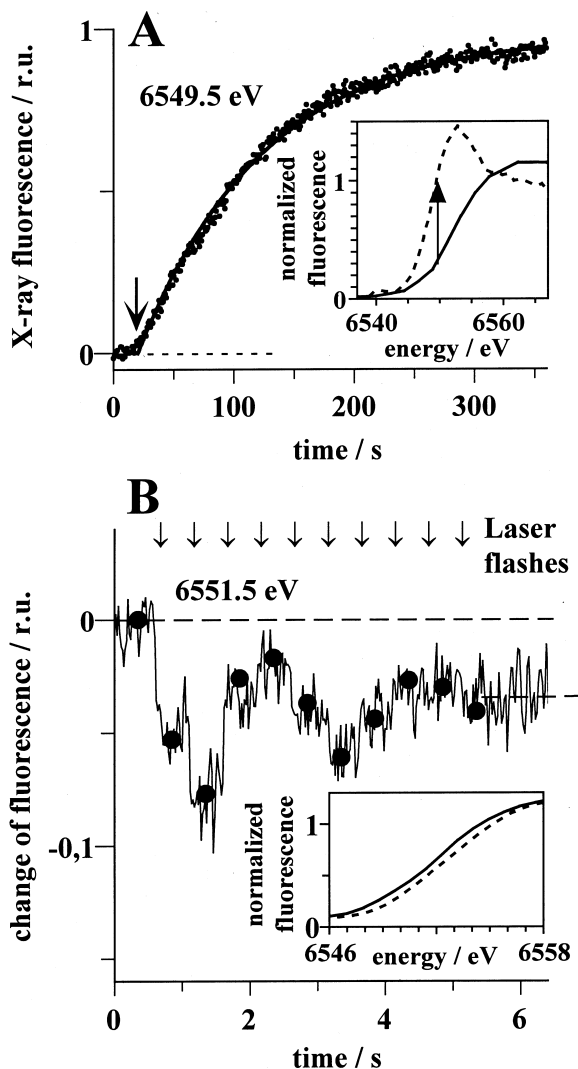 A
1
6549.5 eV
X-ray fluorescence / r.u.
normalized
fluorescence
1
0
6540 6560
energy / eV
0
0 100 200 300
time / s
B
Laser
flashes
6551.5 eV
0
change of fluorescence / r.u.
-0,1
normalized
fluorescence
1
0
6546 energy / eV 6558
0 2 4 6
time / s